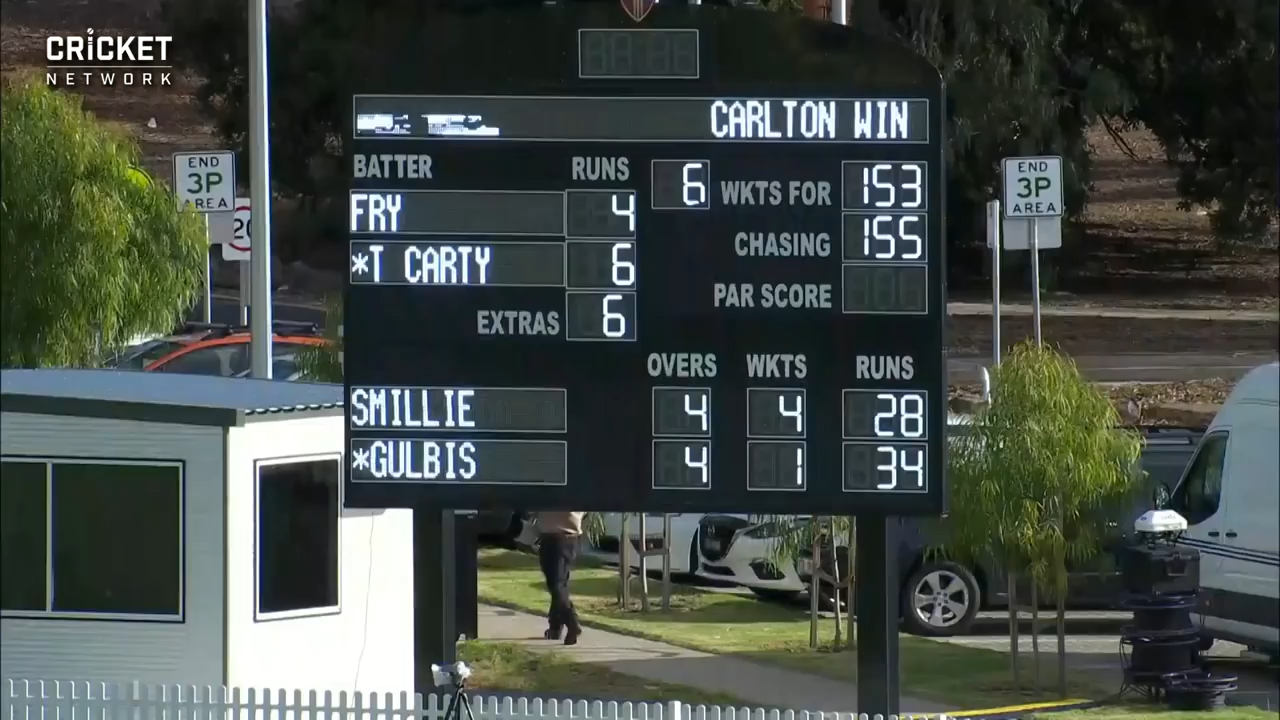 CRICKET
NETWORK
CARLTON WIN
BATTER RUNS 6 WKTS FOR 153
FRY 4
CHASING 155
*T CARTY 6
PAR SCORE
EXTRAS 6
OVERS WKTS RUNS
SMILLIE 4 4 28
*GULBIS 4 1 34
END
3P
AREA
20
END
3P
AREA